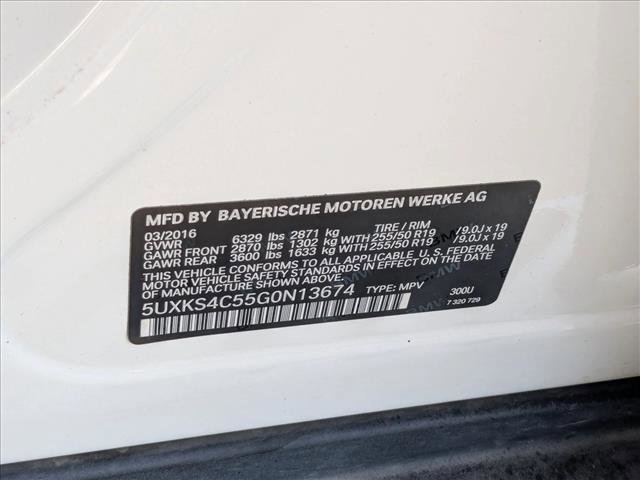 MFD BY BAYERISCHE MOTOREN WERKE AG
03/2016 TIRE / RIM
GVWR 6329 lbs 2871 kg
GAWR FRONT 2870 lbs 1302 kg WITH 255/50 R19 /9.0J x 19
GAWR REAR 3600 lbs 1633 kg WITH 255/50 R19 /9.0J x 19
THIS VEHICLE CONFORMS TO ALL APPLICABLE U.S. FEDERAL
MOTOR VEHICLE SAFETY STANDARDS IN EFFECT ON THE DATE
OF MANUFACTURE SHOWN ABOVE.
5UXKS4C55G0N13674 TYPE: MPV 300U
7 320 729